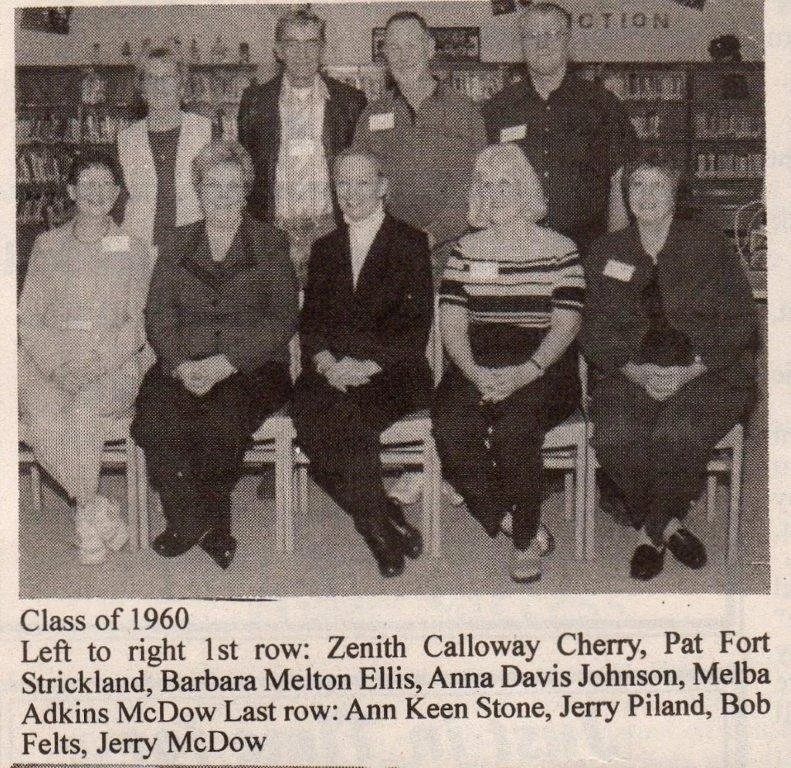 CTION
Class of 1960
Left to right 1st row: Zenith Calloway Cherry, Pat Fort
Strickland, Barbara Melton Ellis, Anna Davis Johnson, Melba
Adkins McDow Last row: Ann Keen Stone, Jerry Piland, Bob
Felts, Jerry McDow